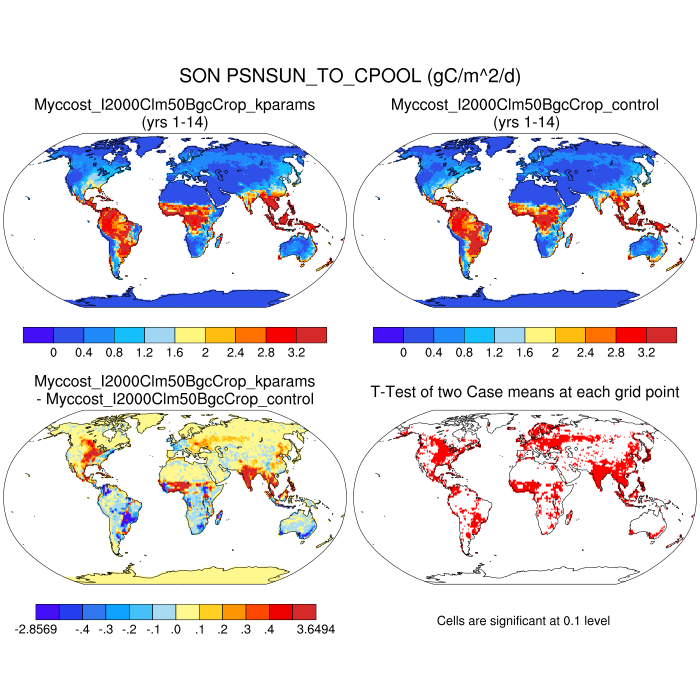 SON PSNSUN_TO_CPOOL (gC/m^2/d)
Myccost_I2000Clm50BgcCrop_kparams
(yrs 1-14)
Myccost_I2000Clm50BgcCrop_control
(yrs 1-14)
0 0.4 0.8 1.2 1.6 2 2.4 2.8 3.2
0 0.4 0.8 1.2 1.6 2 2.4 2.8 3.2
Myccost_I2000Clm50BgcCrop_kparams
- Myccost_I2000Clm50BgcCrop_control
T-Test of two Case means at each grid point
-2.8569 -.4 -.3 -.2 -.1 .0 .1 .2 .3 .4 3.6494
Cells are significant at 0.1 level